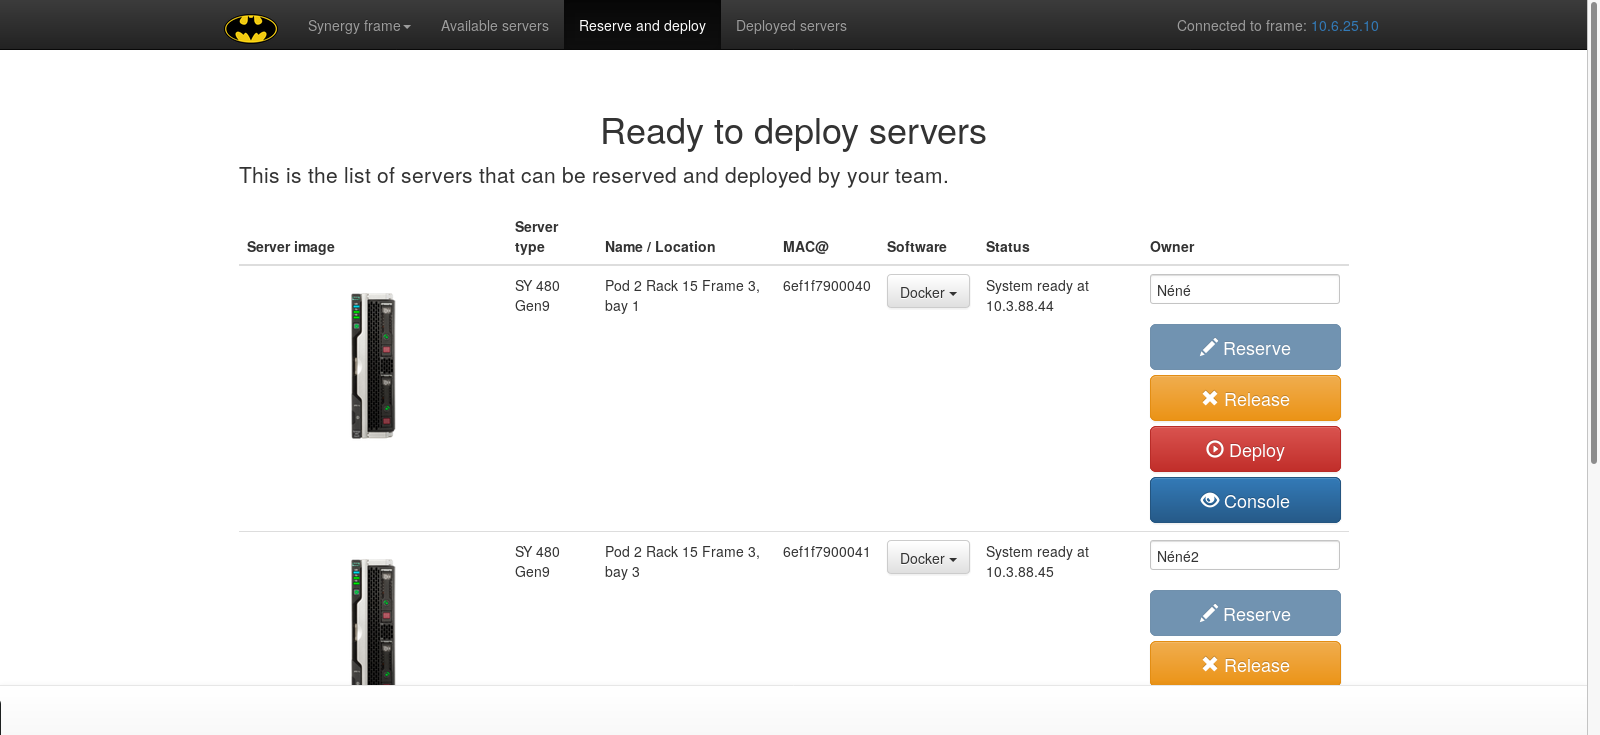 Synergy frame Available servers Reserve and deploy Deployed servers Connected to frame: 10.6.25.10
Ready to deploy servers
This is the list of servers that can be reserved and deployed by your team.
Server image Server type Name / Location MAC@ Software Status Owner
SY 480 Gen9
Pod 2 Rack 15 Frame 3, bay 1
6ef1f7900040
Docker
System ready at 10.3.88.44
Néné
Reserve
Release
Deploy
Console
SY 480 Gen9
Pod 2 Rack 15 Frame 3, bay 3
6ef1f7900041
Docker
System ready at 10.3.88.45
Néné2
Reserve
Release